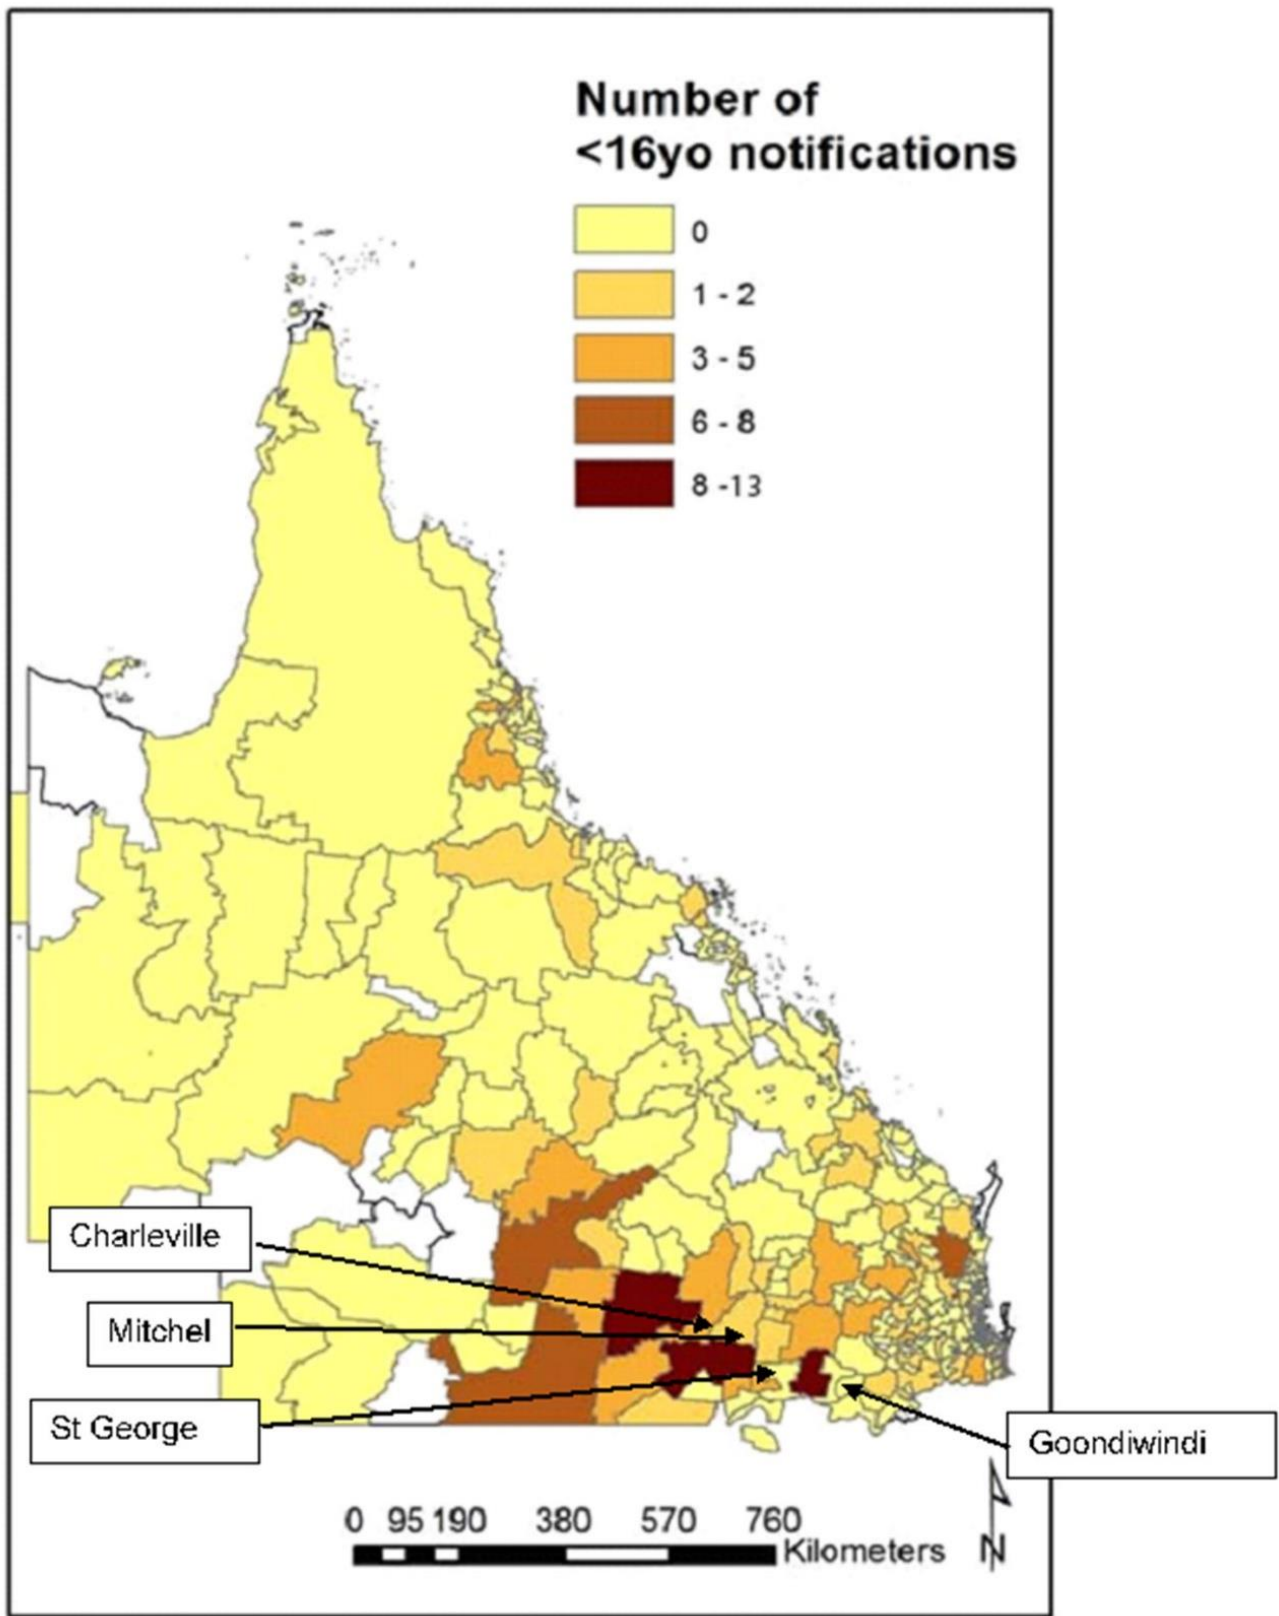 Number of
<16yo notifications
0
1 - 2
3 - 5
6 - 8
8 -13
Charleville
Mitchel
St George
Goondiwindi
0 95 190 380 570 760
Kilometers
N